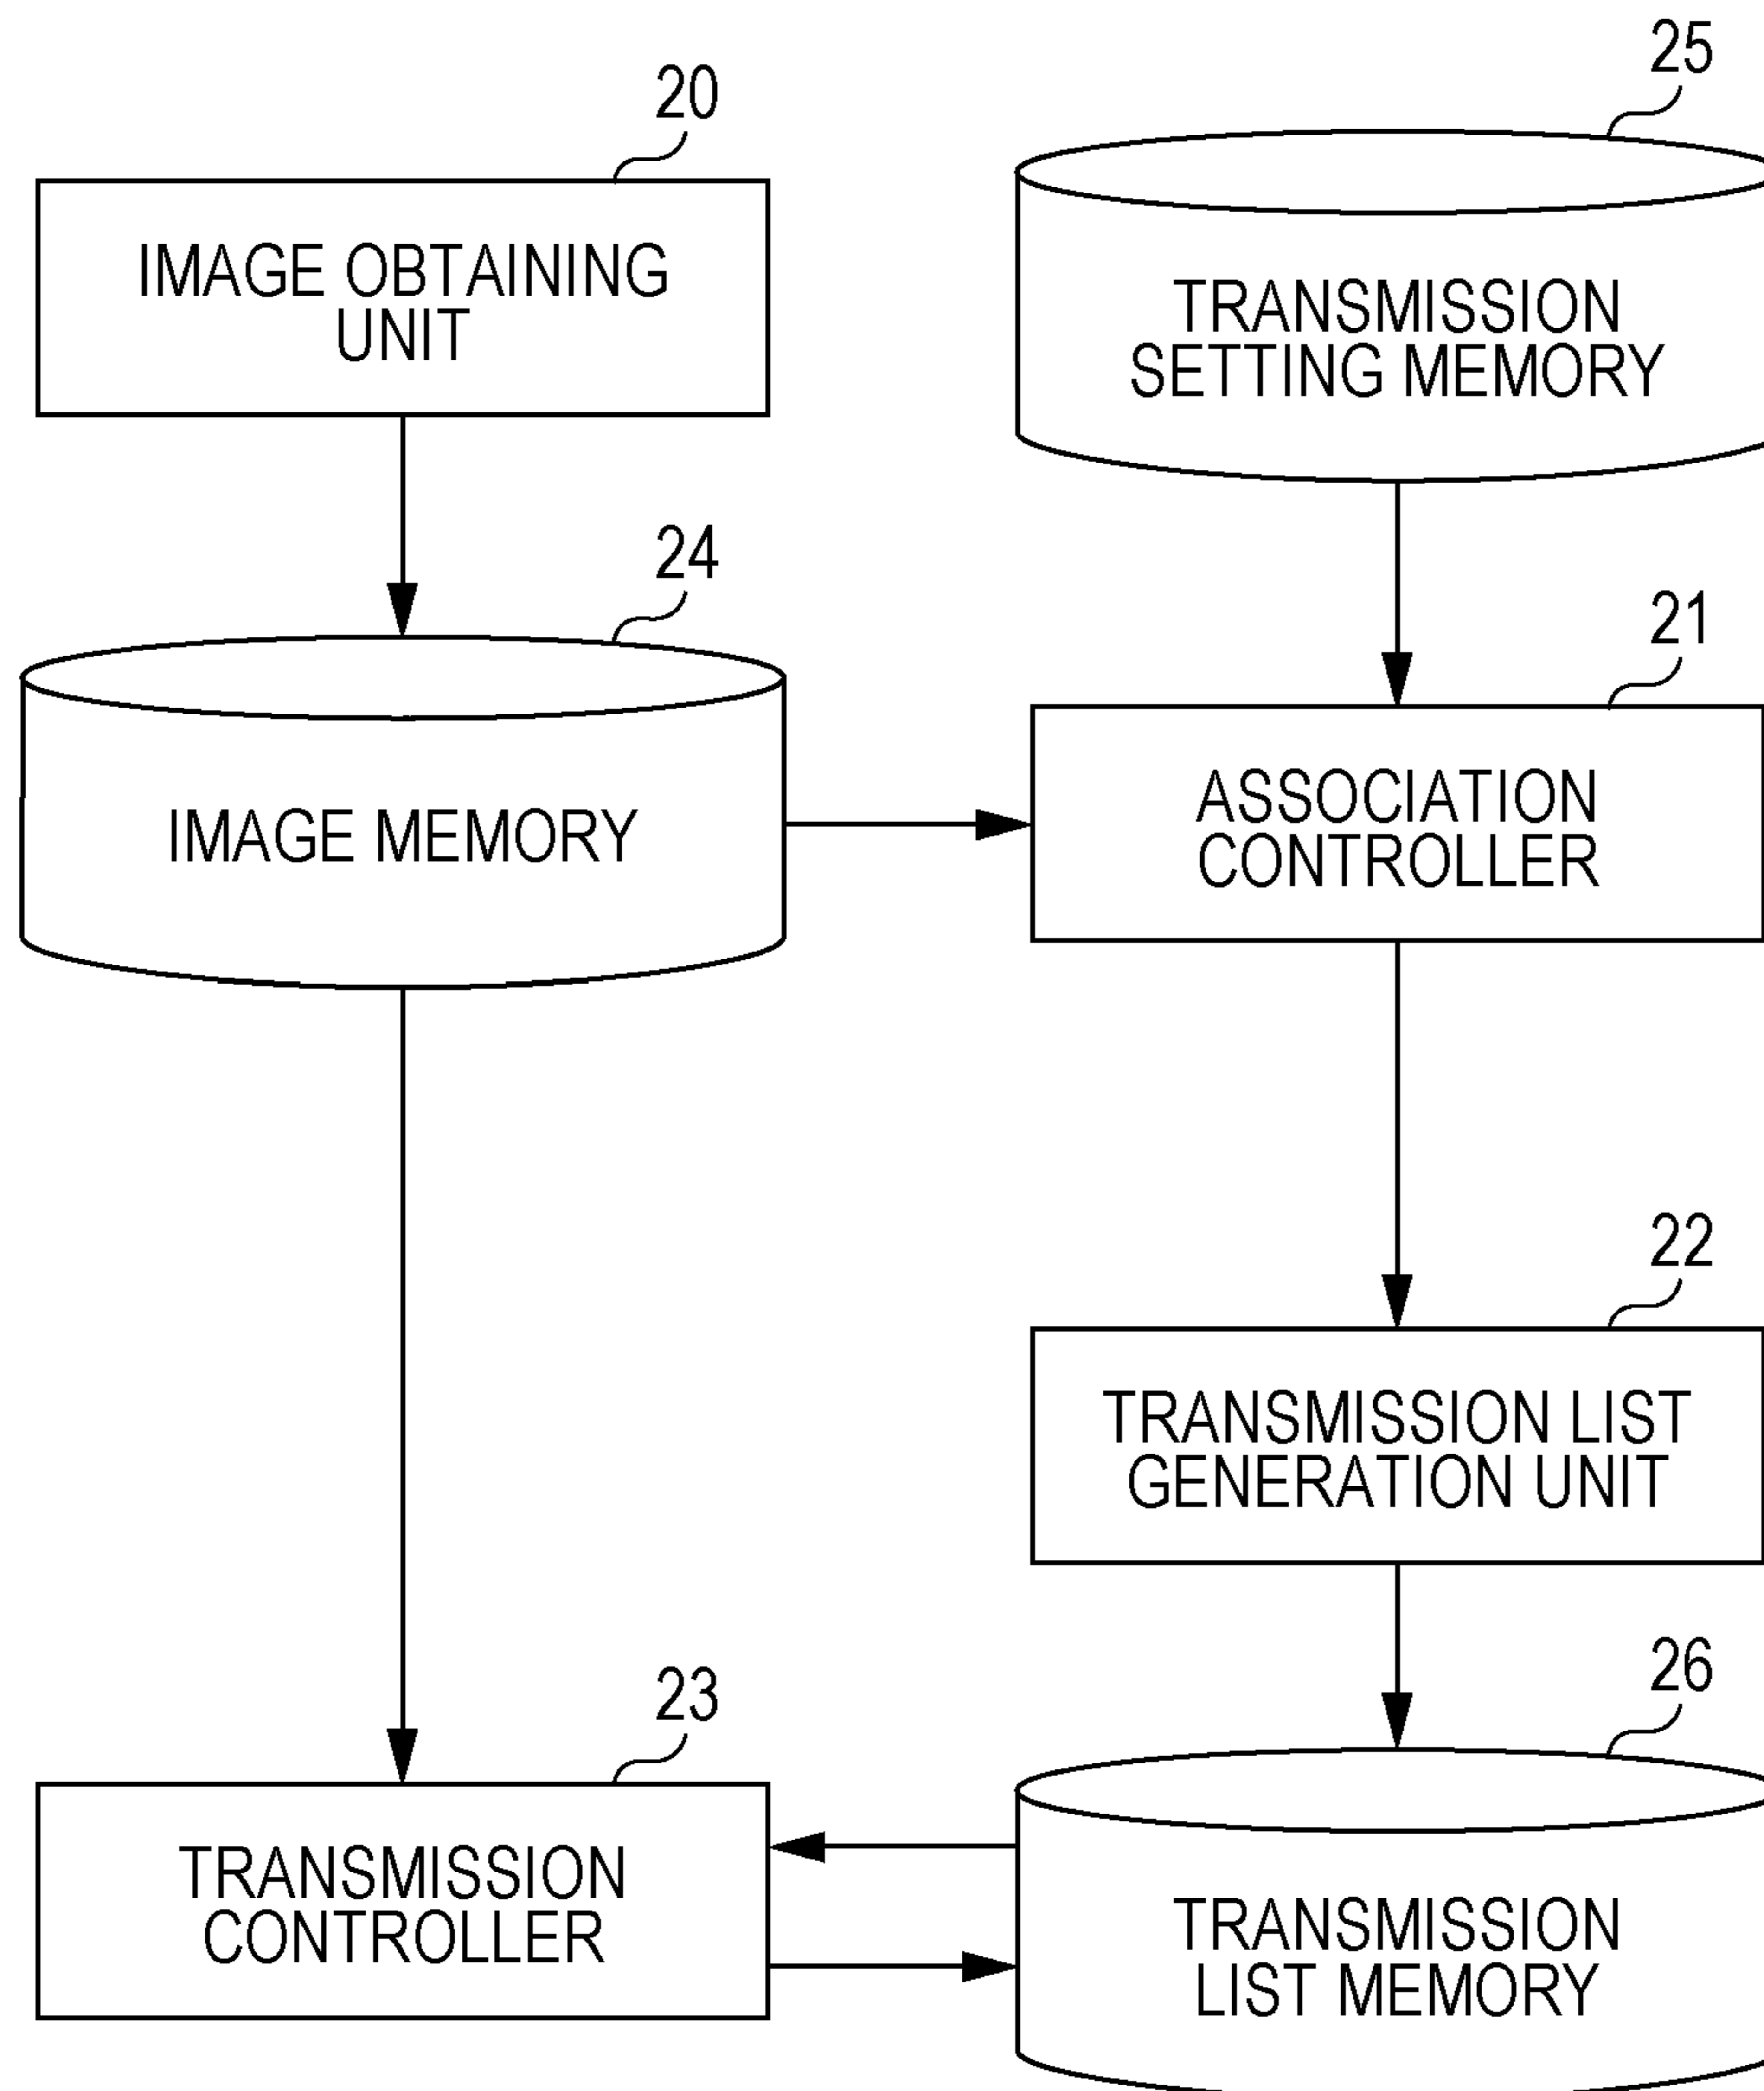 25
20
IMAGE OBTAINING
UNIT
TRANSMISSION
SETTING MEMORY
24
21
IMAGE MEMORY
ASSOCIATION
CONTROLLER
22
TRANSMISSION LIST
GENERATION UNIT
26
23
TRANSMISSION
CONTROLLER
TRANSMISSION
LIST MEMORY